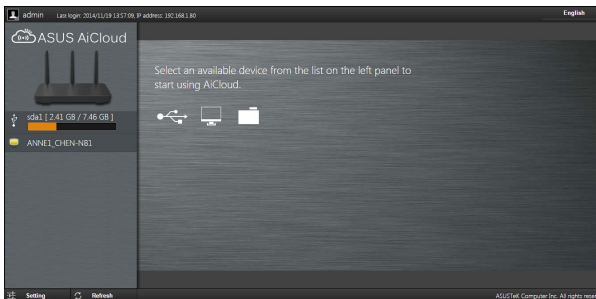 admin Last login: 2014/11/19 13:57:09, IP address: 192.168.1.80
English
ASUS AiCloud
Select an available device from the list on the left panel to
start using AiCloud.
sda1 [ 2.41 GB / 7.46 GB ]
ANNE1_CHEN-NB1
Setting
Refresh
ASUSTeK Computer Inc. All rights